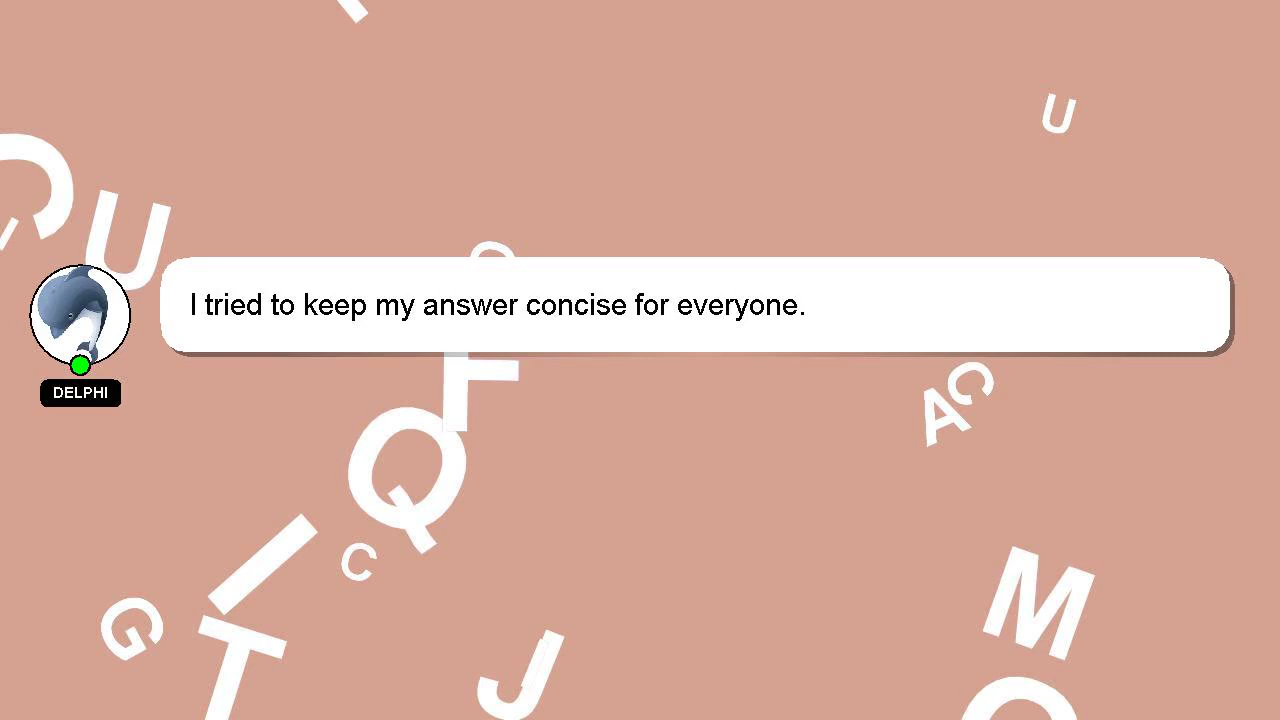 U
C
U
C
I tried to keep my answer concise for everyone.
DELPHI
C
A
Q
C
I
G
T
J
M